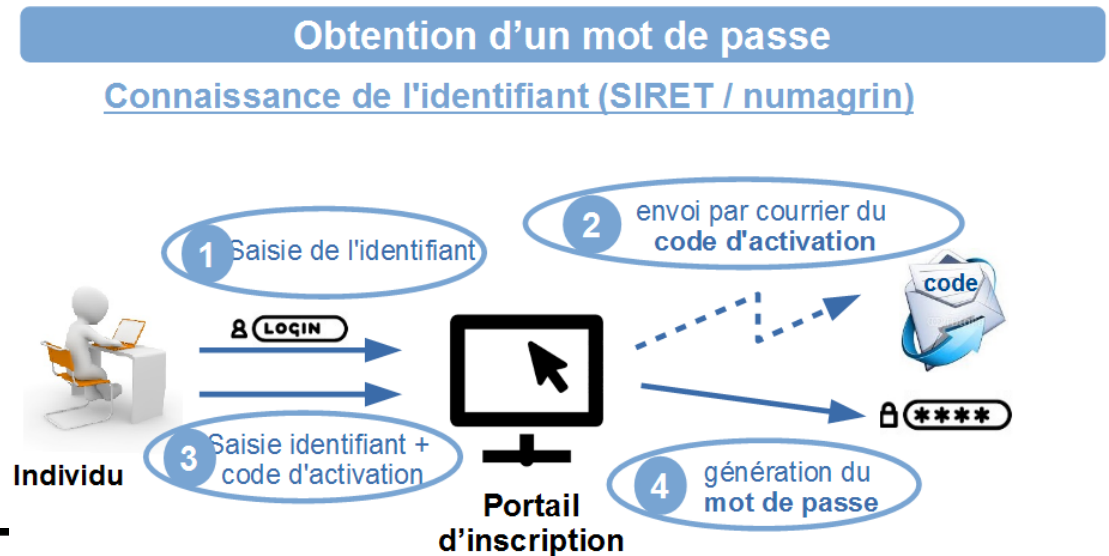 Obtention d’un mot de passe
Connaissance de l'identifiant (SIRET / numagrin)
1
Saisie de l'identifiant
2
envoi par courrier du
code d'activation
code
LOGIN
3
Saisie identifiant +
code d'activation
Individu
Portail
d’inscription
****
4
génération du
mot de passe